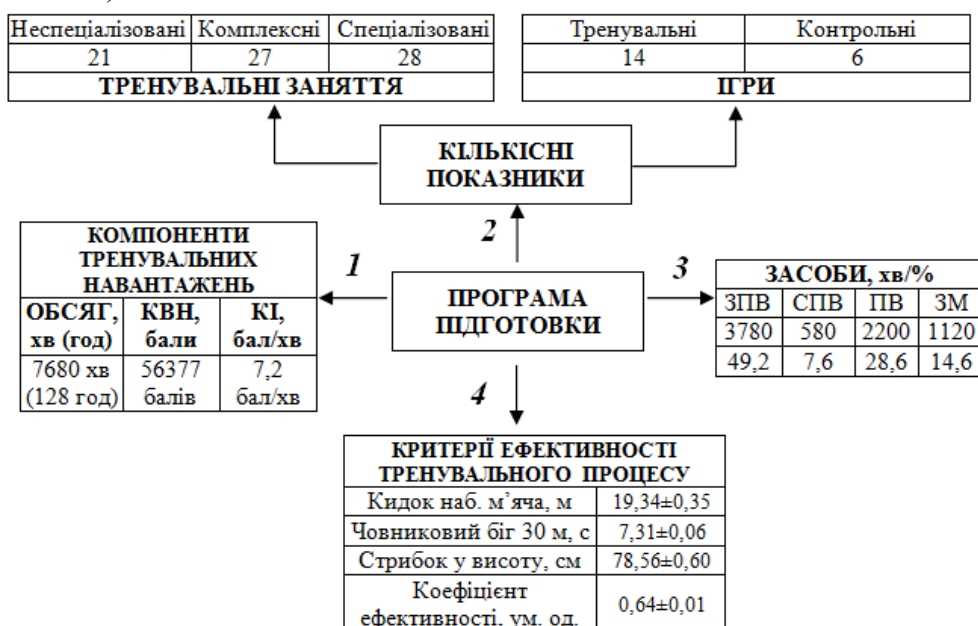 Неспеціалізовані Комплексні Спеціалізовані
21 27 28
ТРЕНУВАЛЬНІ ЗАНЯТТЯ
Тренувальні Контрольні
14 6
ІГРИ
КІЛЬКІСНІ
ПОКАЗНИКИ
2
КОМПОНЕНТИ
ТРЕНУВАЛЬНИХ
НАВАНТАЖЕНЬ
ОБСЯГ, КВН, КІ,
хв (год) бали бал/хв
7680 хв 56377 7,2
(128 год) балів бал/хв
1
ПРОГРАМА
ПІДГОТОВКИ
3
ЗАСОБИ, хв/%
ЗПВ СПВ ПВ ЗМ
3780 580 2200 1120
49,2 7,6 28,6 14,6
4
КРИТЕРІЇ ЕФЕКТИВНОСТІ
ТРЕНУВАЛЬНОГО ПРОЦЕСУ
Кидок наб. м’яча, м 19,34±0,35
Човниковий біг 30 м, с 7,31±0,06
Стрибок у висоту, см 78,56±0,60
Коефіцієнт
ефективності, ум. од. 0,64±0,01